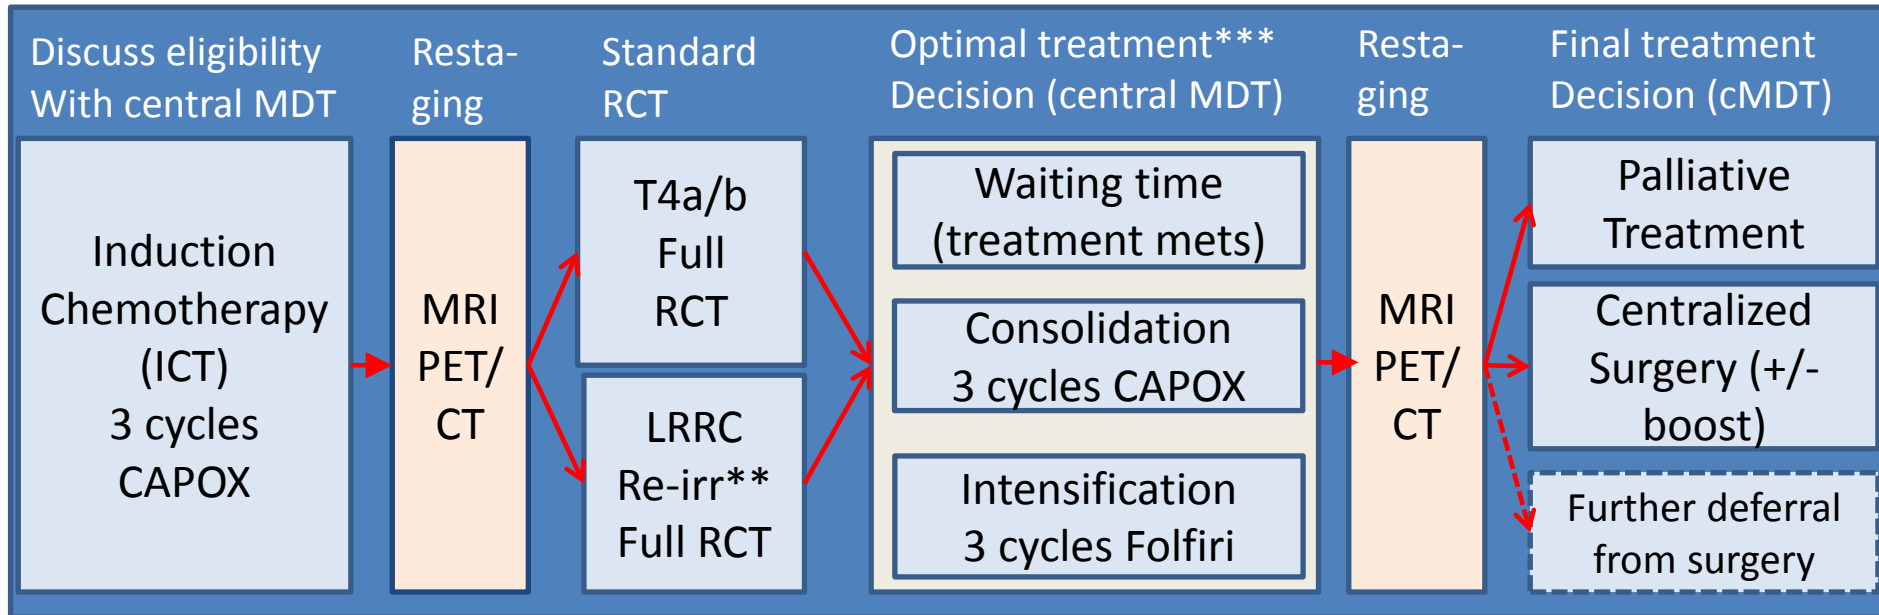 Discuss eligibility
With central MDT
Resta-
ging
Standard
RCT
Optimal treatment***
Decision (central MDT)
Resta-
ging
Final treatment
Decision (cMDT)
Induction
Chemotherapy
(ICT)
3 cycles
CAPOX
MRI
PET/
CT
T4a/b
Full
RCT
LRRC
Re-irr**
Full RCT
Waiting time
(treatment mets)
Consolidation
3 cycles CAPOX
Intensification
3 cycles Folfiri
MRI
PET/
CT
Palliative
Treatment
Centralized
Surgery (+/-
boost)
Further deferral
from surgery